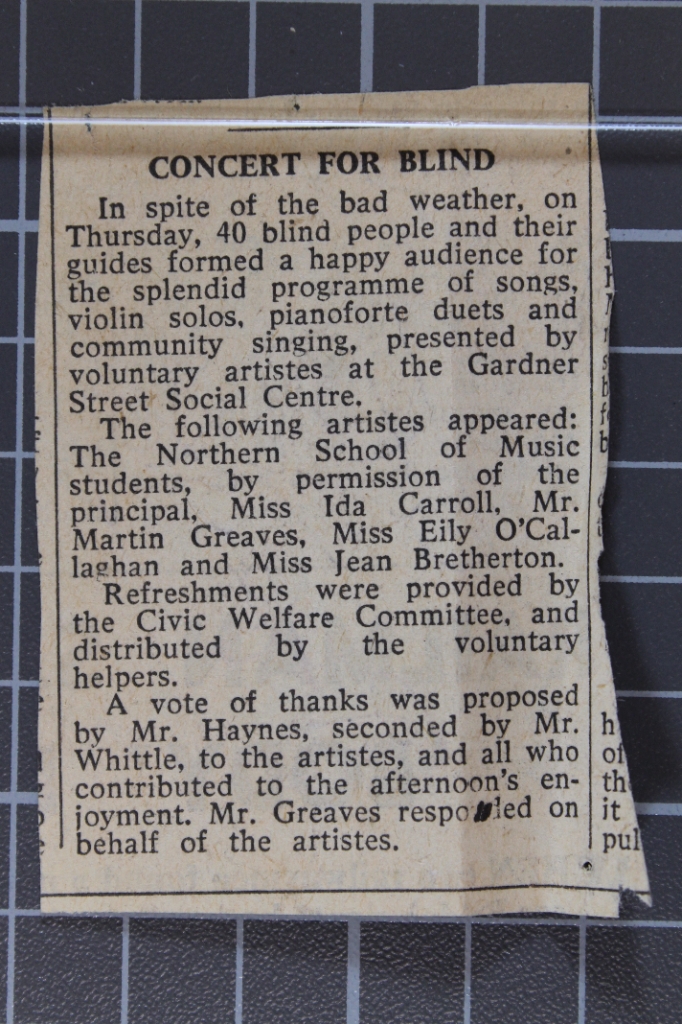 CONCERT FOR BLIND
In spite of the bad weather, on
Thursday, 40 blind people and their
guides formed a happy audience for
the splendid programme of songs,
violin solos, pianoforte duets and
community singing, presented by
voluntary artistes at the Gardner
Street Social Centre.
The following artistes appeared:
The Northern School of Music
students, by permission of the
principal, Miss Ida Carroll, Mr.
Martin Greaves, Miss Eily O'Cal-
laghan and Miss Jean Bretherton.
Refreshments were provided by
the Civic Welfare Committee, and
distributed by the voluntary
helpers.
A vote of thanks was proposed
by Mr. Haynes, seconded by Mr.
Whittle, to the artistes, and all who
contributed to the afternoon's en-
joyment. Mr. Greaves responded on
behalf of the artistes.
h
of
th
it
pul